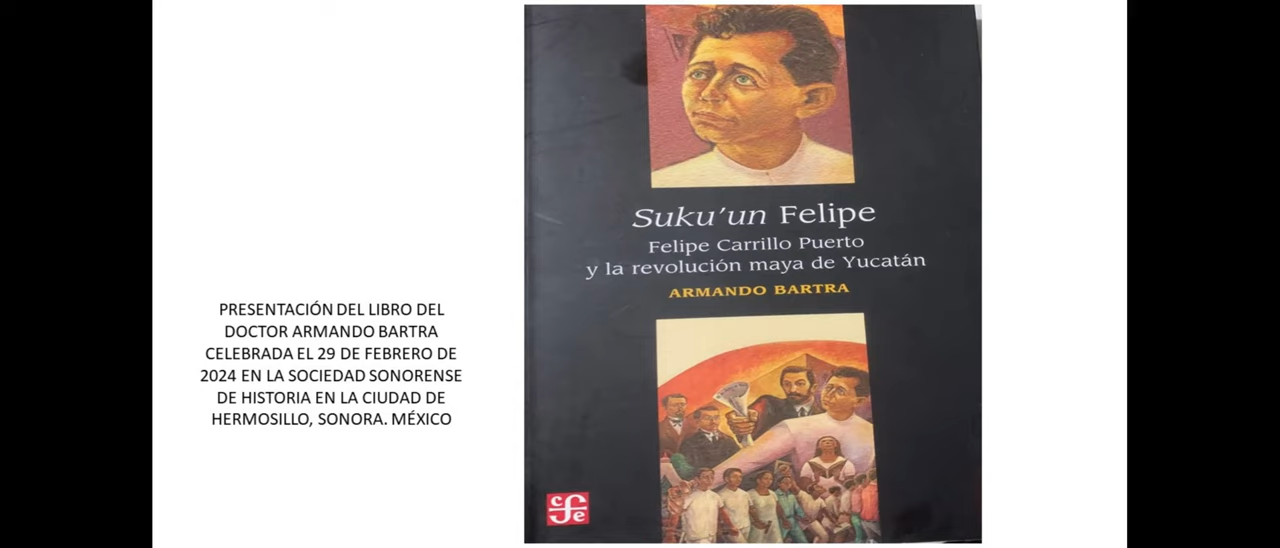 PRESENTACIÓN DEL LIBRO DEL
DOCTOR ARMANDO BARTRA
CELEBRADA EL 29 DE FEBRERO DE
2024 EN LA SOCIEDAD SONORENSE
DE HISTORIA EN LA CIUDAD DE
HERMOSILLO, SONORA. MÉXICO
Suku'un Felipe
Felipe Carrillo Puerto
y la revolución maya de Yucatán
ARMANDO BARTRA
cfe